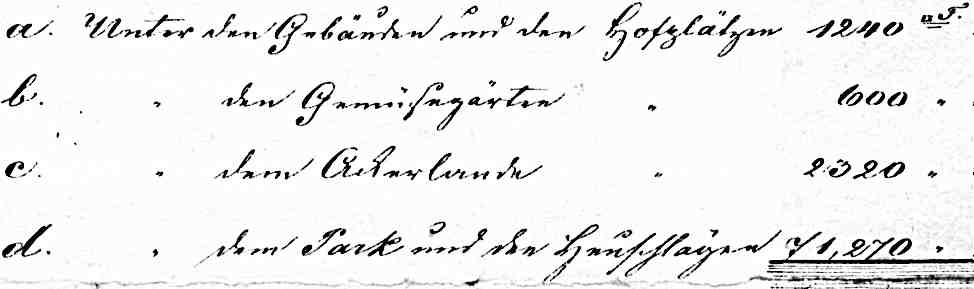 a. Unter den Gebäuden und den Hofplätzen 1240 □F.
b. " den Gemüsegärten " 600 "
c. " dem Ackerlande " 2320 "
d. " dem Park und den Heuschlägen 71,270 "